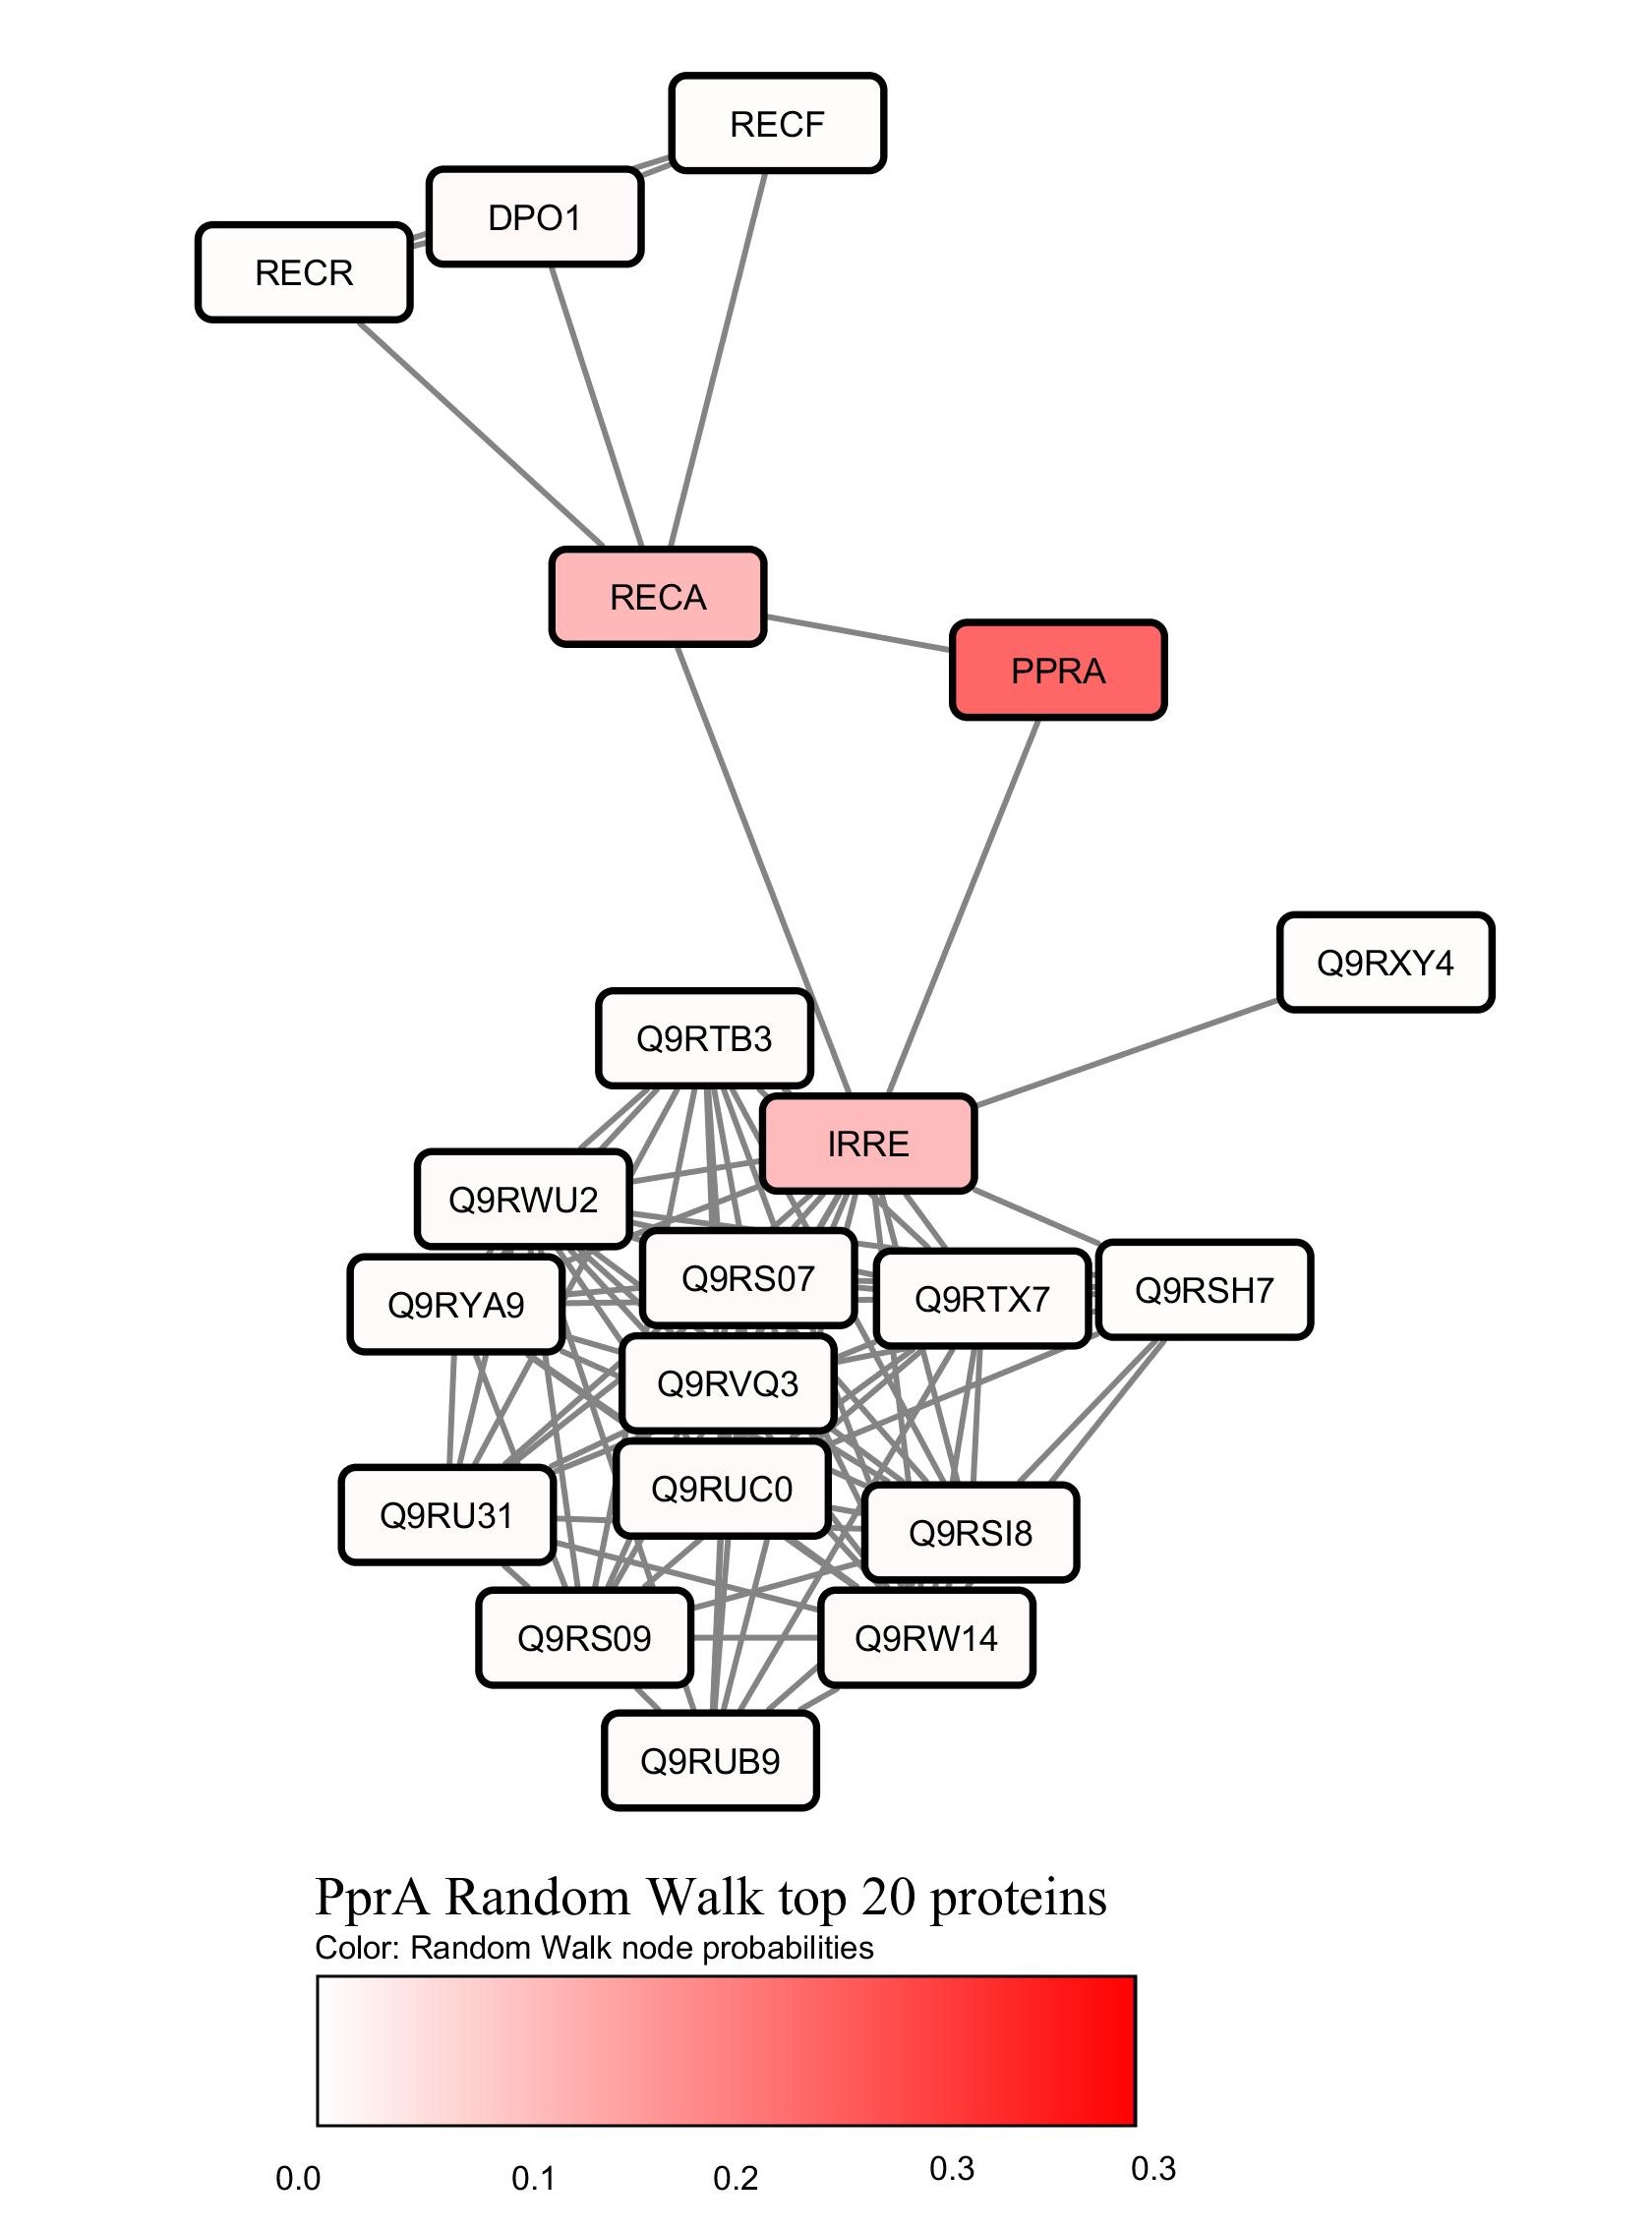 RECF
DPO1
RECR
RECA
PPRA
Q9RXY4
Q9RTB3
IRRE
Q9RWU2
Q9RS07
Q9RTX7
Q9RSH7
Q9RYA9
Q9RVQ3
Q9RUC0
Q9RU31
Q9RSI8
Q9RS09
Q9RW14
Q9RUB9
PprA Random Walk top 20 proteins
Color: Random Walk node probabilities
0.0 0.1 0.2 0.3 0.3